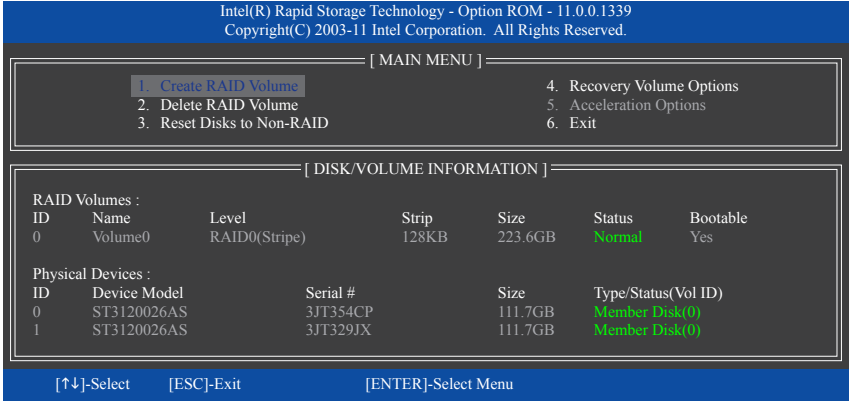 Intel(R) Rapid Storage Technology - Option ROM - 11.0.0.1339
Copyright(C) 2003-11 Intel Corporation.  All Rights Reserved.
[ MAIN MENU ]
1. Create RAID Volume
2. Delete RAID Volume
3. Reset Disks to Non-RAID
4. Recovery Volume Options
5. Acceleration Options
6. Exit
[ DISK/VOLUME INFORMATION ]
RAID Volumes :
ID Name Level Strip Size Status Bootable
0 Volume0 RAID0(Stripe) 128KB 223.6GB Normal Yes
Physical Devices :
ID Device Model Serial # Size Type/Status(Vol ID)
0 ST3120026AS 3JT354CP 111.7GB Member Disk(0)
1 ST3120026AS 3JT329JX 111.7GB Member Disk(0)
[↑↓]-Select [ESC]-Exit [ENTER]-Select Menu